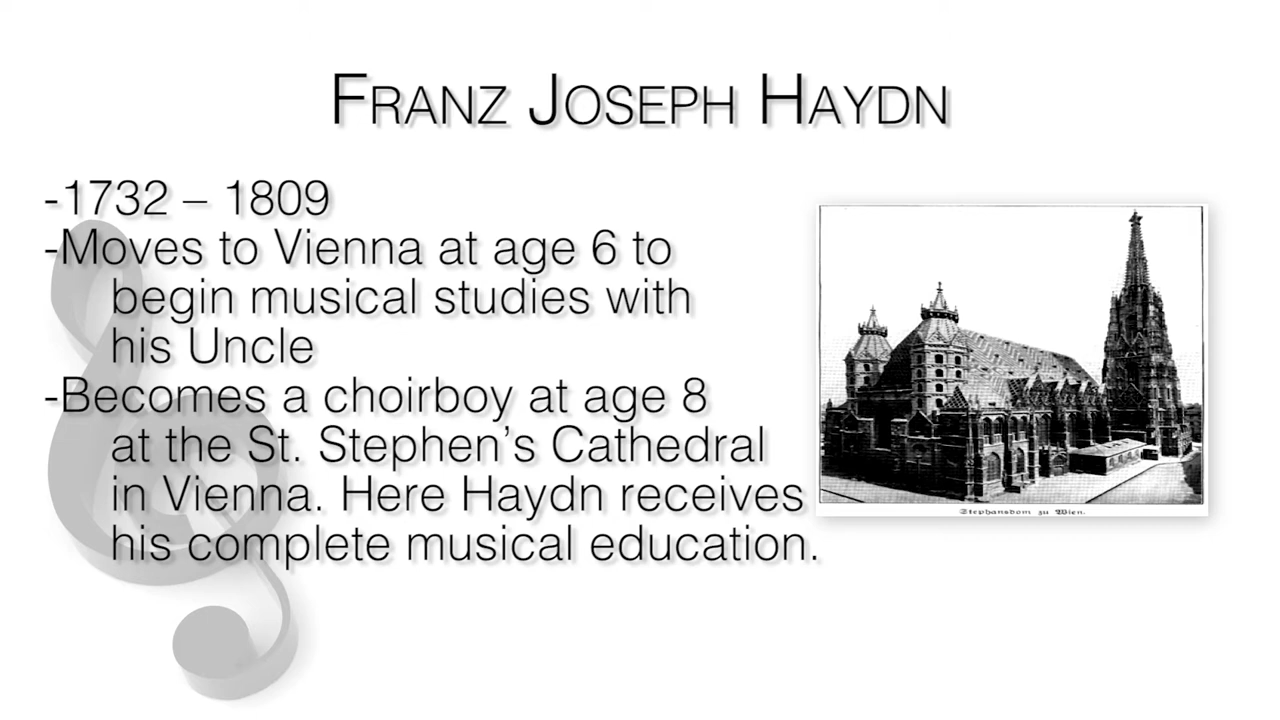 Franz Joseph Haydn
-1732 – 1809
-Moves to Vienna at age 6 to
begin musical studies with
his Uncle
-Becomes a choirboy at age 8
at the St. Stephen’s Cathedral
in Vienna. Here Haydn receives
his complete musical education.
Stephansdom zu Wien.